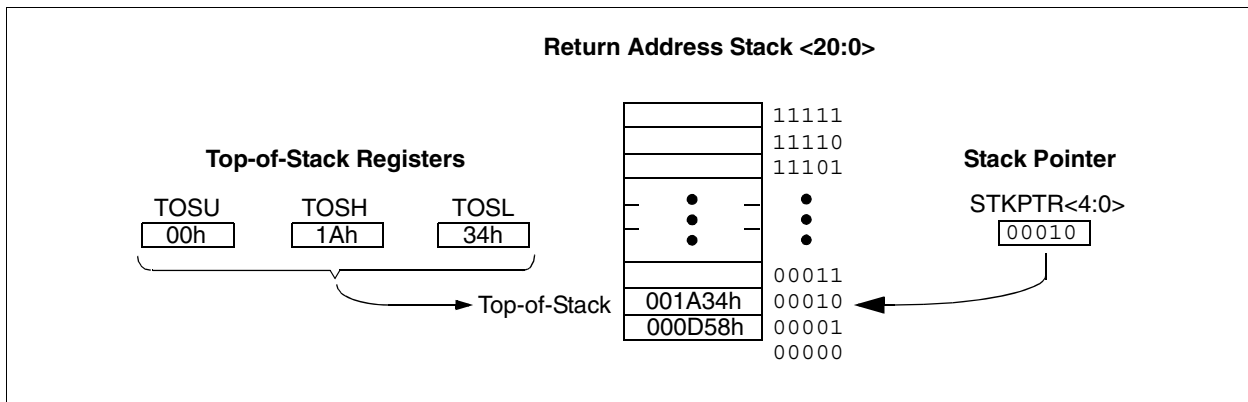 Return Address Stack <20:0>
Top-of-Stack Registers
TOSU TOSH TOSL
00h 1Ah 34h
11111
11110
11101
00011
Top-of-Stack 001A34h 00010
000D58h 00001
00000
Stack Pointer
STKPTR<4:0>
00010